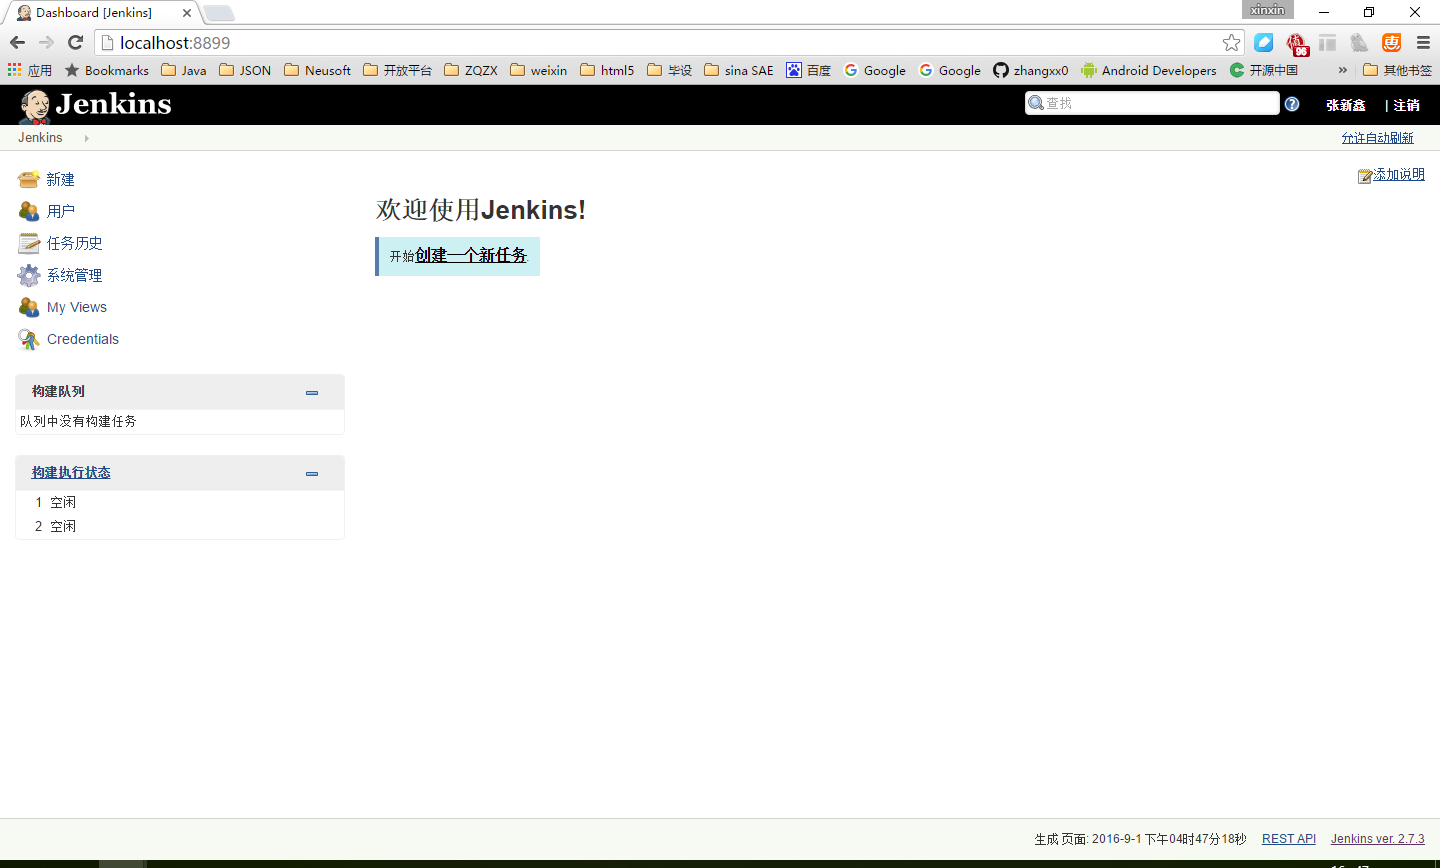 Dashboard [Jenkins]
xinxin
localhost:8899
96
应用 Bookmarks Java JSON Neusoft 开放平台 ZQZX weixin html5 毕设 sina SAE 百度 Google Google zhangxx0 Android Developers 开源中国 » 其他书签
Jenkins
查找
张新鑫 | 注销
Jenkins
允许自动刷新
新建
用户
任务历史
系统管理
My Views
Credentials
添加说明
欢迎使用Jenkins!
开始创建一个新任务.
构建队列
队列中没有构建任务
构建执行状态
1 空闲
2 空闲
生成 页面: 2016-9-1 下午04时47分18秒 REST API Jenkins ver. 2.7.3